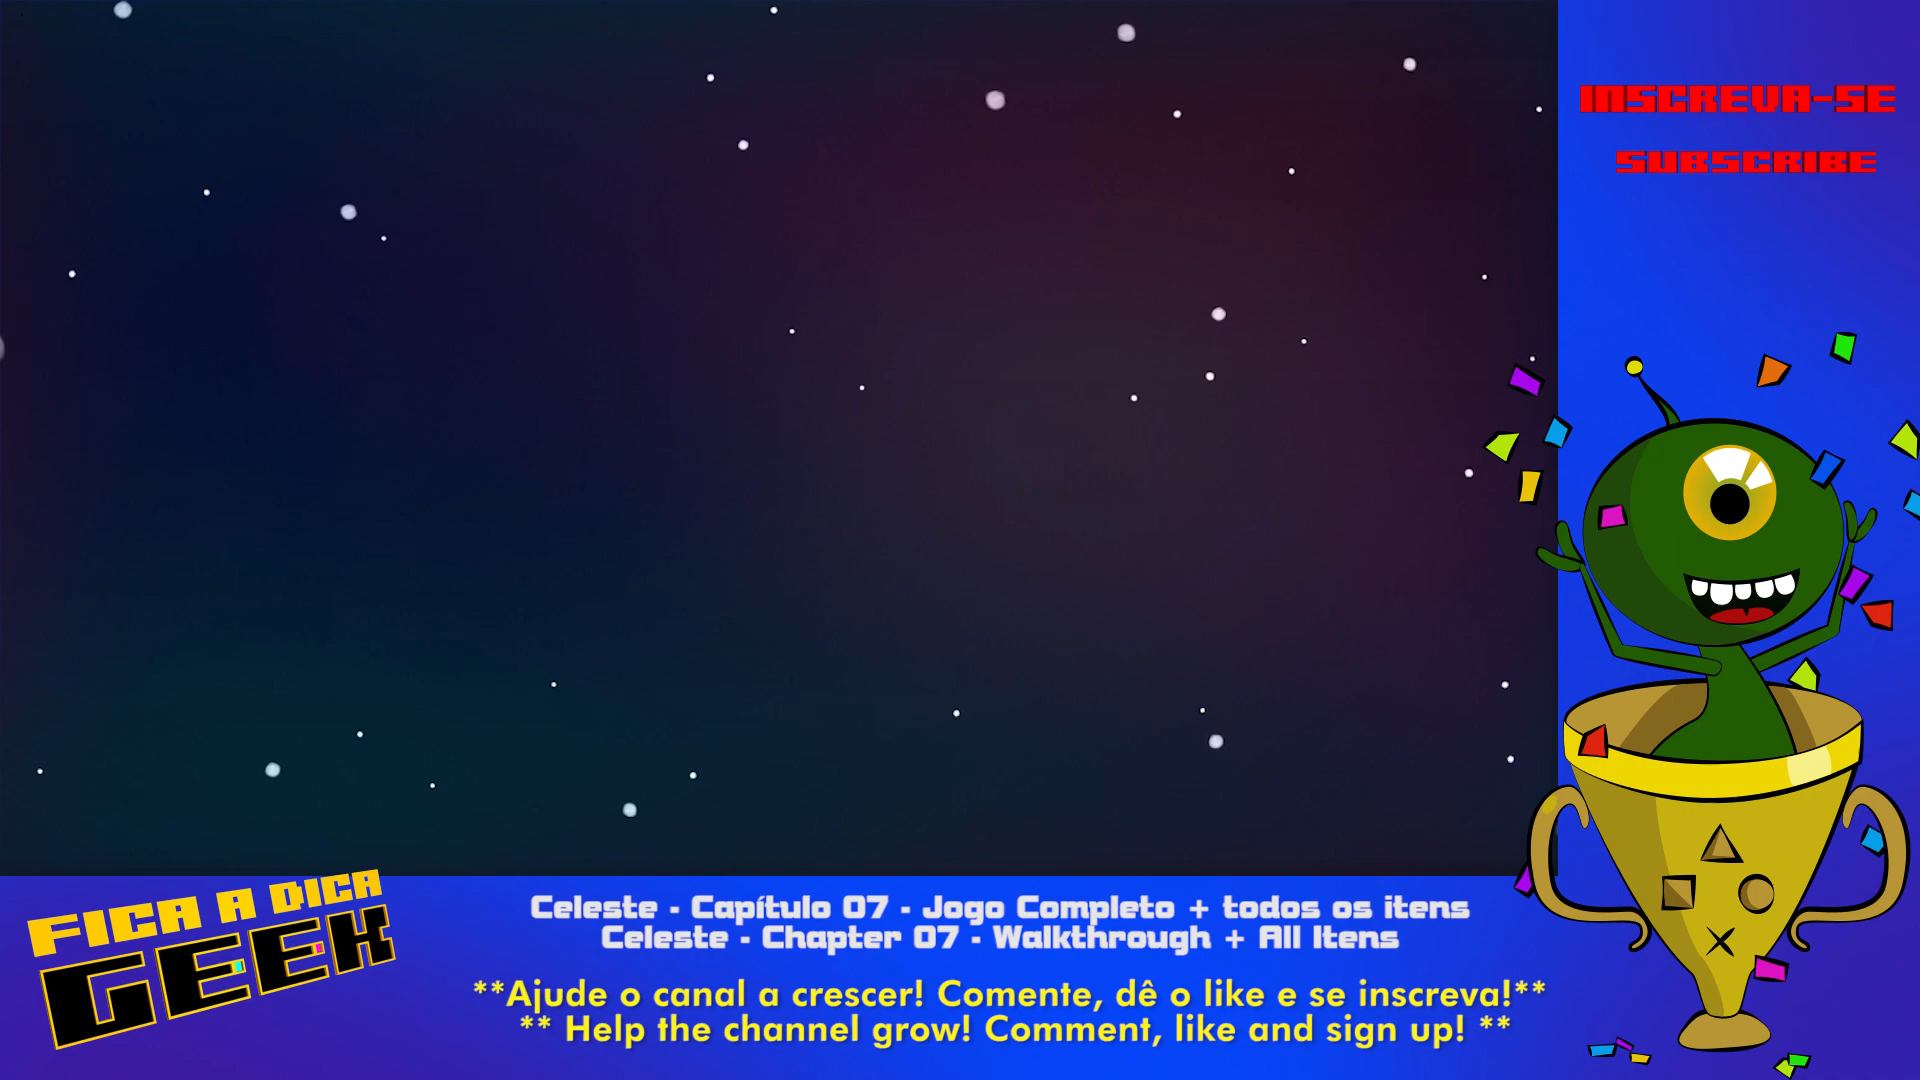 INSCREVA-SE
SUBSCRIBE
FICA A DICA
GEEK
Celeste - Capítulo 07 - Jogo Completo + todos os itens
Celeste - Chapter 07 - Walkthrough + All Itens
**Ajude o canal a crescer! Comente, dê o like e se inscreva!**
** Help the channel grow! Comment, like and sign up! **